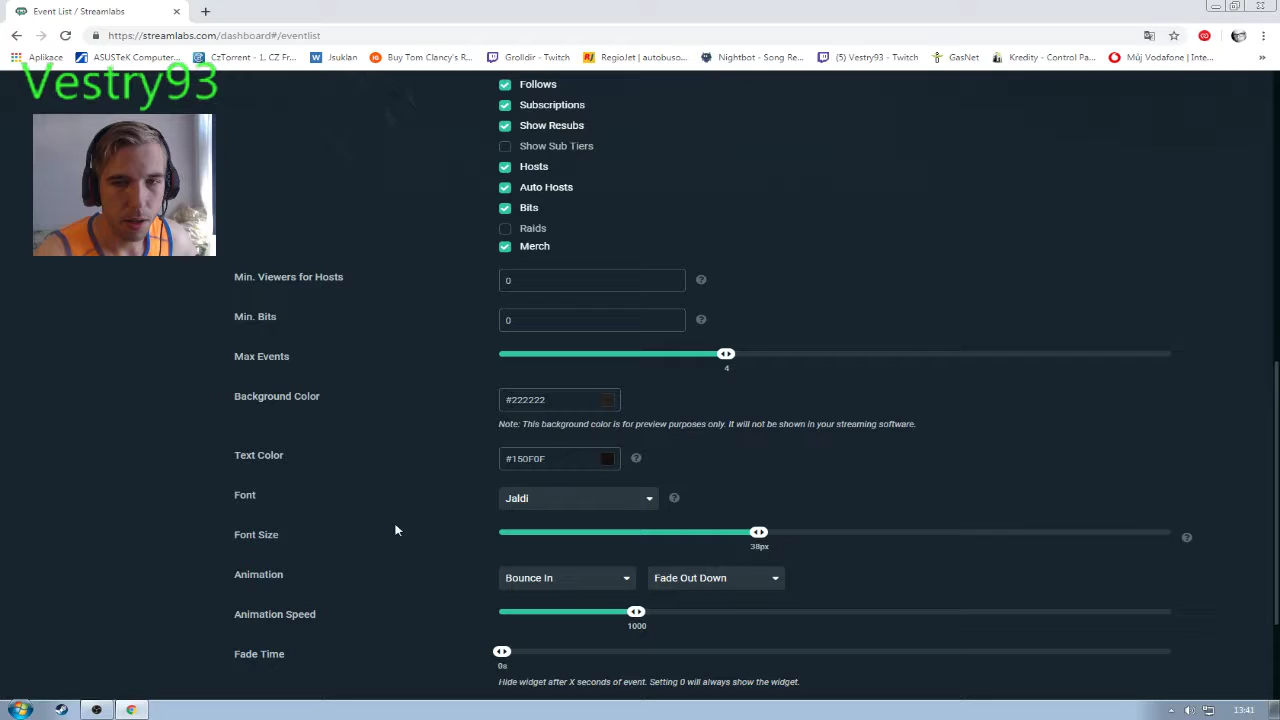 Event List / Streamlabs
https://streamlabs.com/dashboard#/eventlist
Aplikace
ASUSTeK Computer...
CzTorrent - 1. CZ F...
Jsuklan
Buy Tom Clancy's R...
Grolldir - Twitch
RegioJet | autobuso...
Nightbot - Song Re...
(5) Vestry93 - Twitch
GasNet
Kredity - Control Pa...
Můj Vodafone | Inte...
Vestry93
Follows
Subscriptions
Show Resubs
Show Sub Tiers
Hosts
Auto Hosts
Bits
Raids
Merch
Min. Viewers for Hosts
0
Min. Bits
0
Max Events
4
Background Color
#222222
Note: This background color is for preview purposes only. It will not be shown in your streaming software.
Text Color
#150F0F
Font
Jaldi
Font Size
38px
Animation
Bounce In
Fade Out Down
Animation Speed
1000
Fade Time
0s
Hide widget after X seconds of event. Setting 0 will always show the widget.
13:41